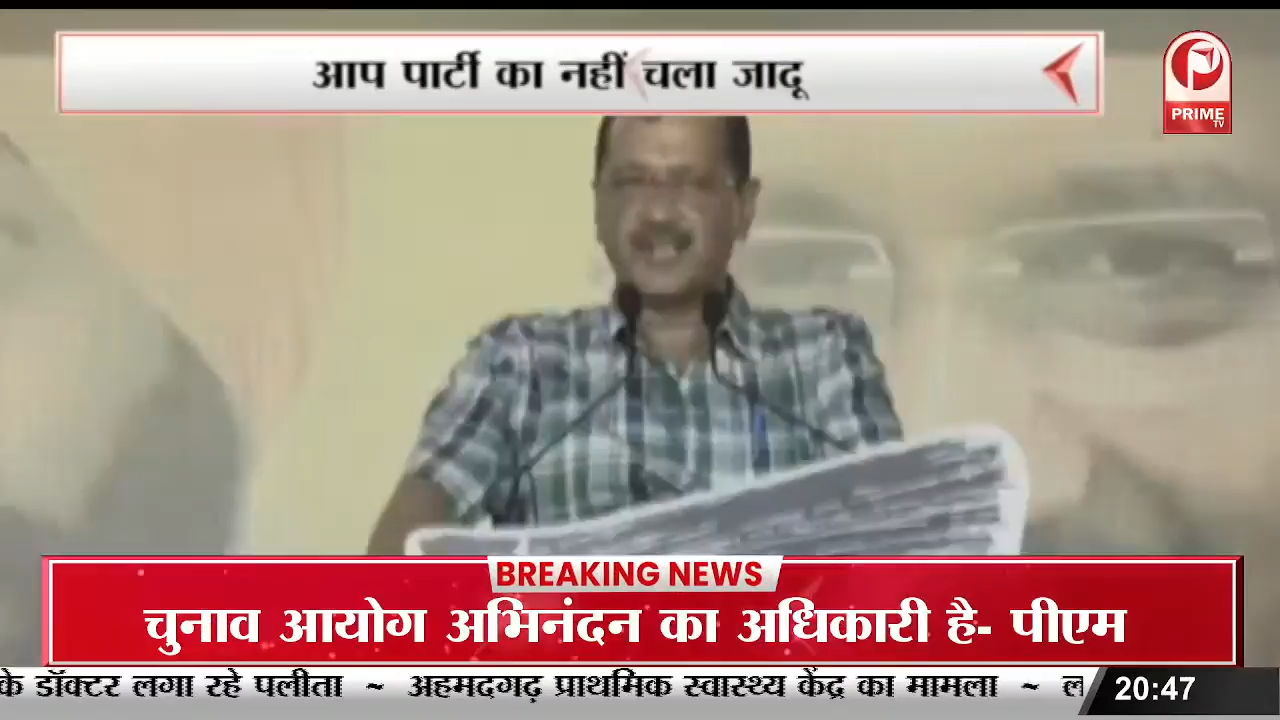 आप पार्टी का नहीं चला जादू
PRIME
TV
BREAKING NEWS
चुनाव आयोग अभिनंदन का अधिकारी है- पीएम
के डॉक्टर लगा रहे पलीता ~ अहमदगढ़ प्राथमिक स्वास्थ्य केंद्र का मामला ~ ल
20:47